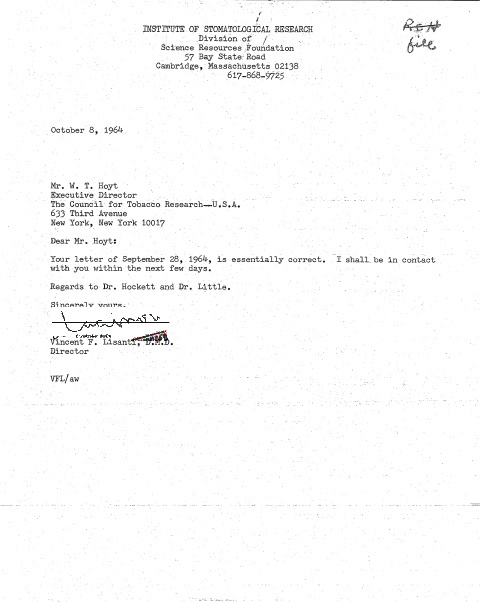 INSTITUTE OF STOMATOLOGICAL RESEARCH
Division of
Science Resources Foundation
57 Bay State Road
Cambridge, Massachusetts 02138
617-868-9725
RCH
file
October 8, 1964
Mr. W. T. Hoyt
Executive Director
The Council for Tobacco Research—U.S.A.
633 Third Avenue
New York, New York 10017
Dear Mr. Hoyt:
Your letter of September 28, 1964, is essentially correct. I shall be in contact
with you within the next few days.
Regards to Dr. Hockett and Dr. Little.
Sincerely yours,
Vincent F. Lisanti, D.M.D.
Director
VFL/aw